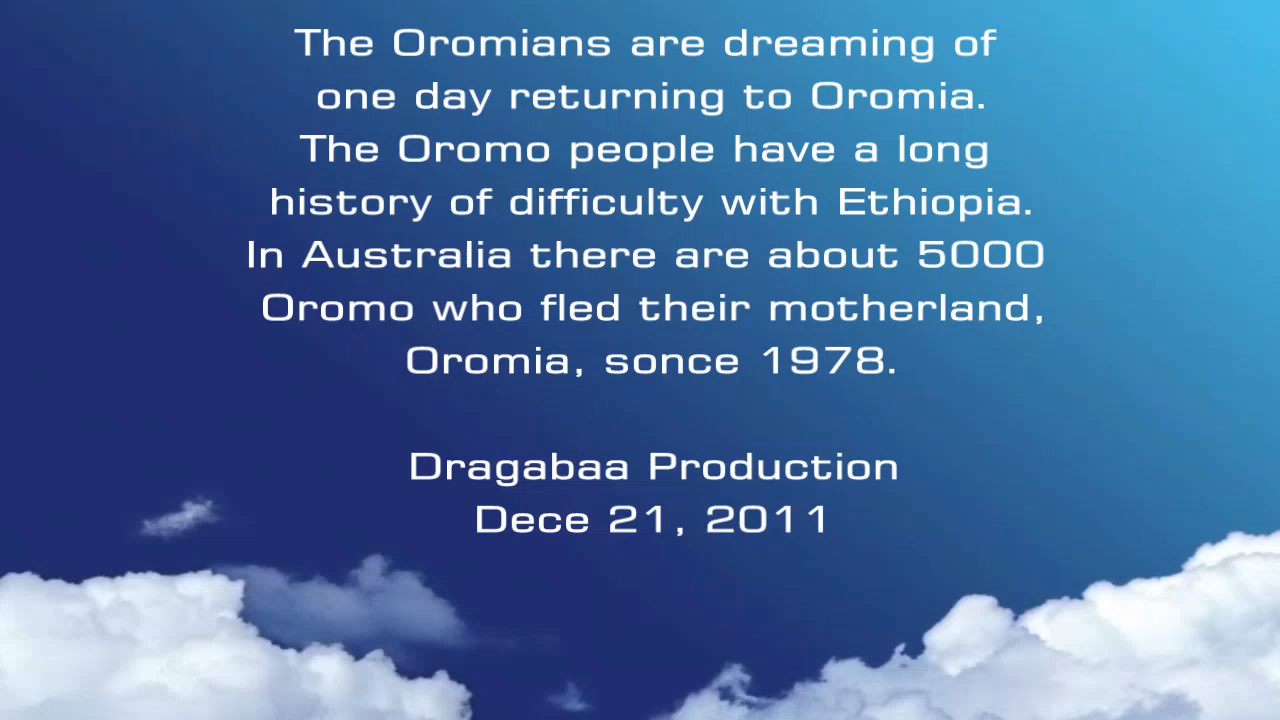 The Oromians are dreaming of
one day returning to Oromia.
The Oromo people have a long
history of difficulty with Ethiopia.
In Australia there are about 5000
Oromo who fled their motherland,
Oromia, sonce 1978.
Dragabaa Production
Dece 21, 2011